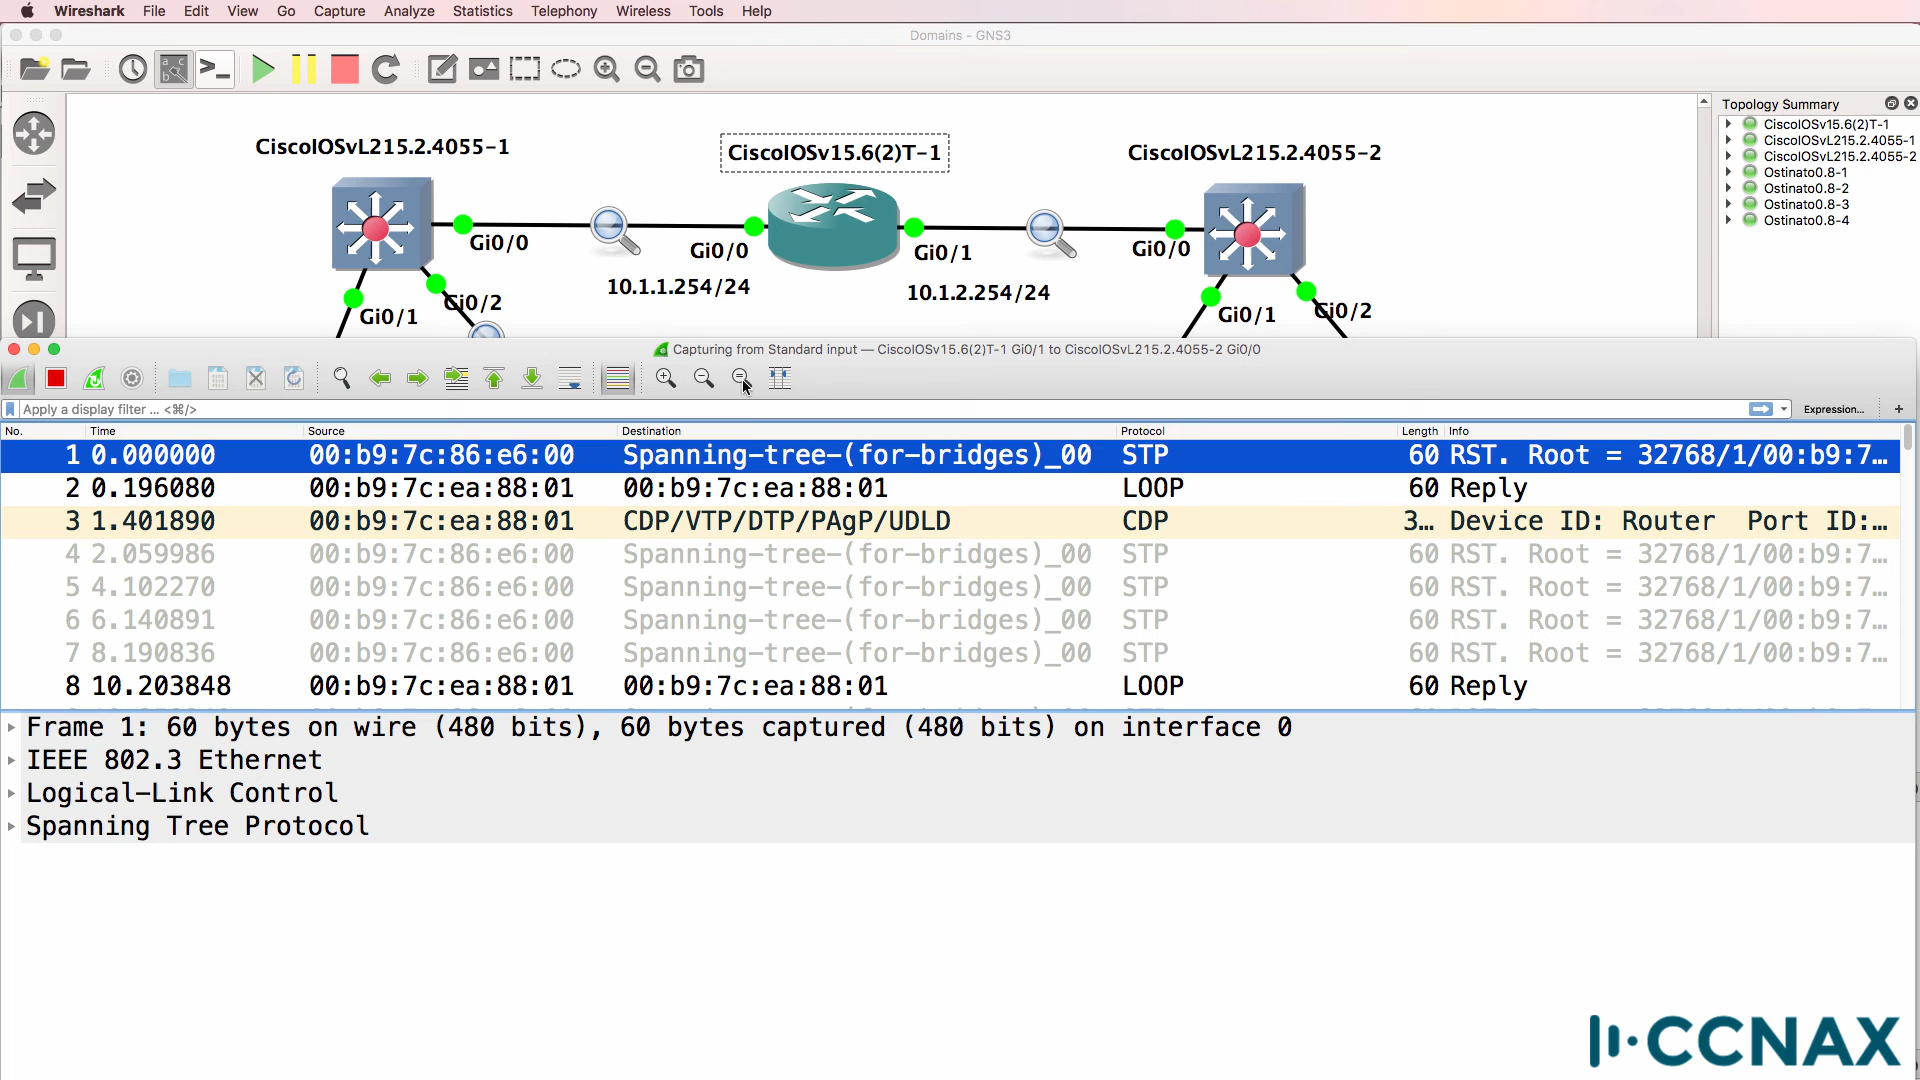 Wireshark File Edit View Go Capture Analyze Statistics Telephony Wireless Tools Help
Domains - GNS3
CiscoIOSvL215.2.4055-1
CiscoIOSv15.6(2)T-1
CiscoIOSvL215.2.4055-2
Gi0/0
Gi0/0
Gi0/1
Gi0/0
10.1.1.254/24
10.1.2.254/24
Gi0/1
Gi0/2
Gi0/1
Gi0/2
Topology Summary
CiscoIOSv15.6(2)T-1
CiscoIOSvL215.2.4055-1
CiscoIOSvL215.2.4055-2
Ostinato0.8-1
Ostinato0.8-2
Ostinato0.8-3
Ostinato0.8-4
Capturing from Standard input — CiscoIOSv15.6(2)T-1 Gi0/1 to CiscoIOSvL215.2.4055-2 Gi0/0
Apply a display filter ... <⌘/> Expression... +
No. Time Source Destination Protocol Length Info
1 0.000000 00:b9:7c:86:e6:00 Spanning-tree-(for-bridges)_00 STP 60 RST. Root = 32768/1/00:b9:7…
2 0.196080 00:b9:7c:ea:88:01 00:b9:7c:ea:88:01 LOOP 60 Reply
3 1.401890 00:b9:7c:ea:88:01 CDP/VTP/DTP/PAgP/UDLD CDP 3… Device ID: Router Port ID:…
4 2.059986 00:b9:7c:86:e6:00 Spanning-tree-(for-bridges)_00 STP 60 RST. Root = 32768/1/00:b9:7…
5 4.102270 00:b9:7c:86:e6:00 Spanning-tree-(for-bridges)_00 STP 60 RST. Root = 32768/1/00:b9:7…
6 6.140891 00:b9:7c:86:e6:00 Spanning-tree-(for-bridges)_00 STP 60 RST. Root = 32768/1/00:b9:7…
7 8.190836 00:b9:7c:86:e6:00 Spanning-tree-(for-bridges)_00 STP 60 RST. Root = 32768/1/00:b9:7…
8 10.203848 00:b9:7c:ea:88:01 00:b9:7c:ea:88:01 LOOP 60 Reply
Frame 1: 60 bytes on wire (480 bits), 60 bytes captured (480 bits) on interface 0
IEEE 802.3 Ethernet
Logical-Link Control
Spanning Tree Protocol
CCNAX